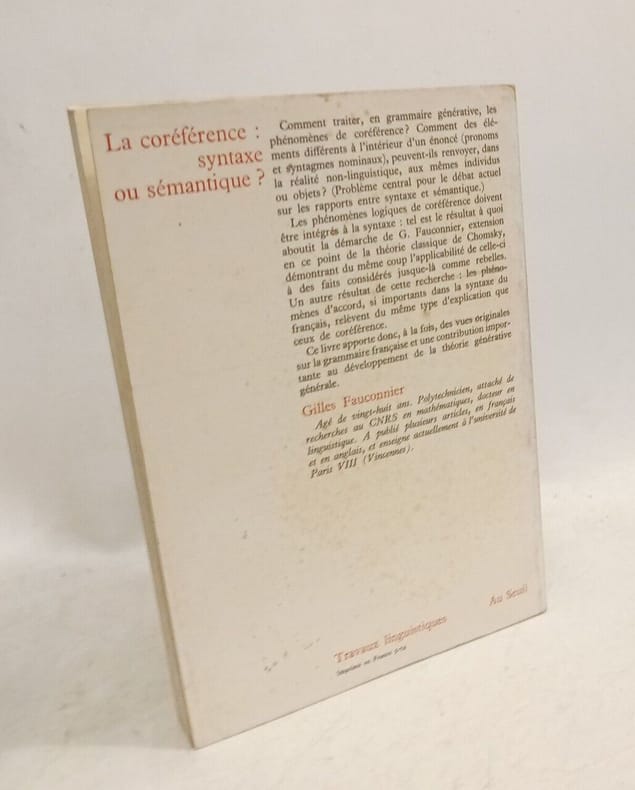 La coréférence :
syntaxe
ou sémantique ?
Comment traiter, en grammaire générative, les
phénomènes de coréférence? Comment des élé-
ments différents à l'intérieur d'un énoncé (pronoms
et syntagmes nominaux), peuvent-ils renvoyer, dans
la réalité non-linguistique, aux mêmes individus
ou objets? (Problème central pour le débat actuel
sur les rapports entre syntaxe et sémantique.)
Les phénomènes logiques de coréférence doivent
être intégrés à la syntaxe : tel est le résultat à quoi
aboutit la démarche de G. Fauconnier, extension
en ce point de la théorie classique de Chomsky,
démontrant du même coup l'applicabilité de celle-ci
à des faits considérés jusque-là comme rebelles.
Un autre résultat de cette recherche : les phéno-
mènes d'accord, si importants dans la syntaxe du
français, relèvent du même type d'explication que
ceux de coréférence.
Ce livre apporte donc, à la fois, des vues originales
sur la grammaire française et une contribution impor-
tante au développement de la théorie générative
générale.
Gilles Fauconnier
Agé de vingt-huit ans. Polytechnicien, attaché de
recherches au CNRS en mathématiques, docteur en
linguistique. A publié plusieurs articles, en français
et en anglais, et enseigne actuellement à l'université de
Paris VIII (Vincennes).
Travaux linguistiques
Au Seuil
Imprimé en France